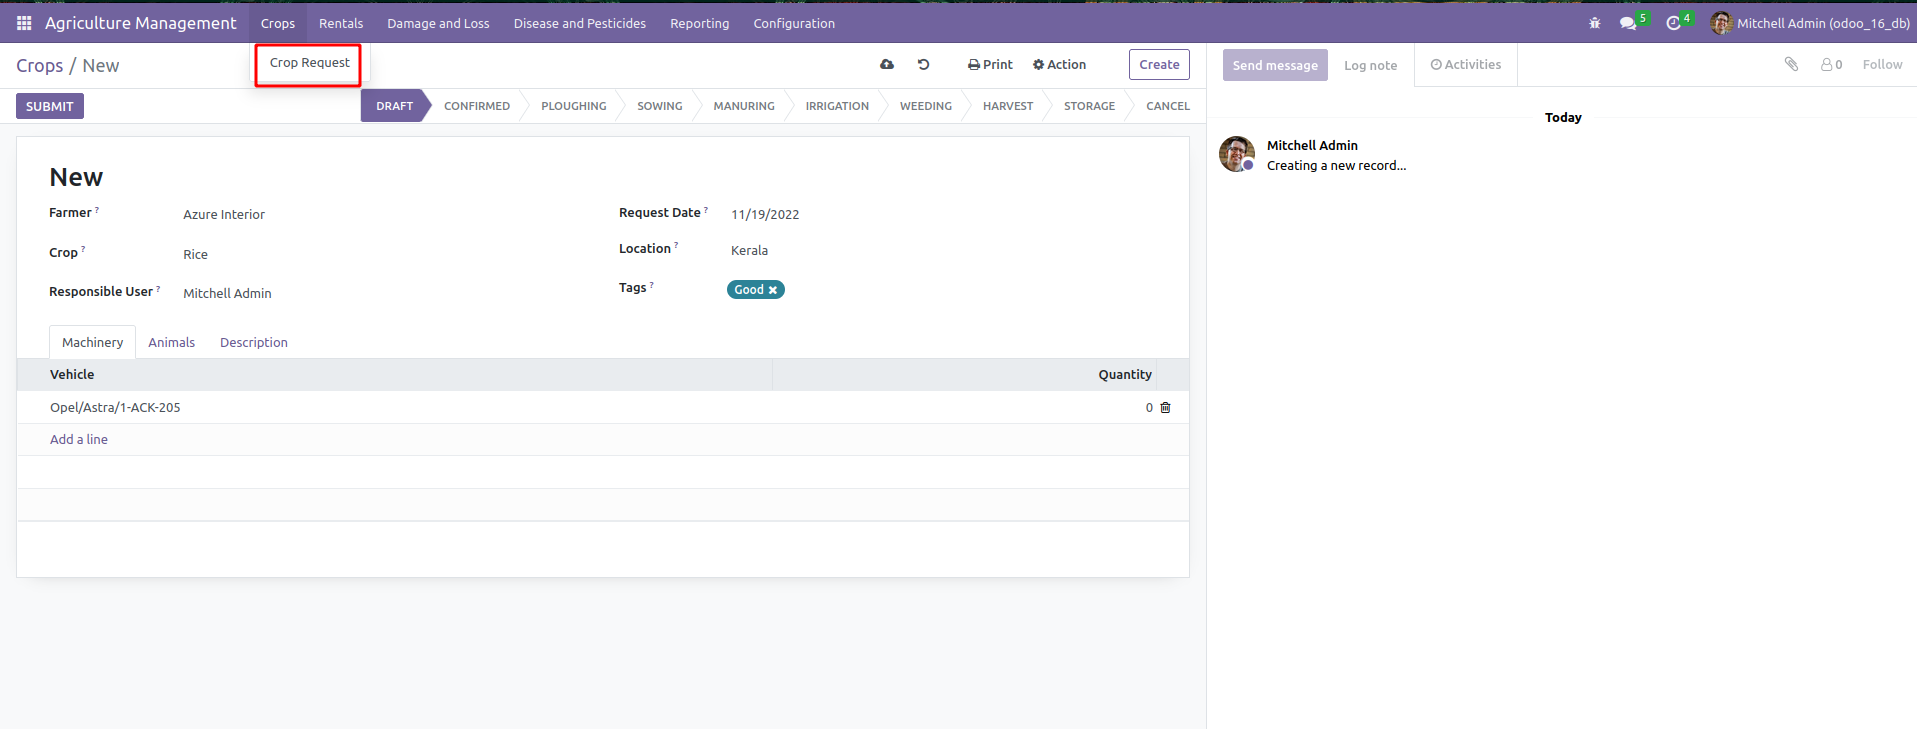 Agriculture Management Crops Rentals Damage and Loss Disease and Pesticides Reporting Configuration 5 4 Mitchell Admin (odoo_16_db)
Crop Request
Crops / New Print Action Create
Send message Log note Activities 0 Follow
SUBMIT DRAFT CONFIRMED PLOUGHING SOWING MANURING IRRIGATION WEEDING HARVEST STORAGE CANCEL
Today
Mitchell Admin
Creating a new record...
New
Farmer ? Azure Interior Request Date ? 11/19/2022
Crop ? Rice Location ? Kerala
Responsible User ? Mitchell Admin Tags ? Good ×
Machinery Animals Description
Vehicle Quantity
Opel/Astra/1-ACK-205 0
Add a line